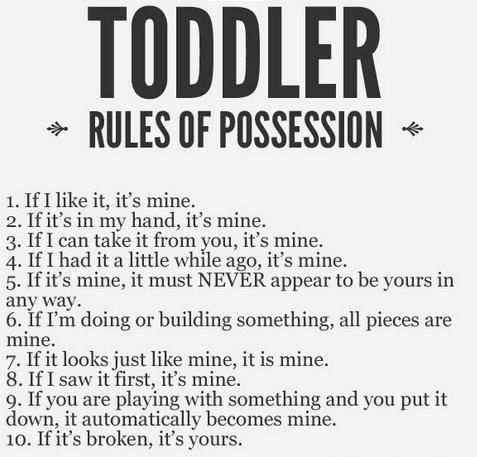 TODDLER
RULES OF POSSESSION
1. If I like it, it's mine.
2. If it's in my hand, it's mine.
3. If I can take it from you, it's mine.
4. If I had it a little while ago, it's mine.
5. If it's mine, it must NEVER appear to be yours in
any way.
6. If I'm doing or building something, all pieces are
mine.
7. If it looks just like mine, it is mine.
8. If I saw it first, it's mine.
9. If you are playing with something and you put it
down, it automatically becomes mine.
10. If it's broken, it's yours.